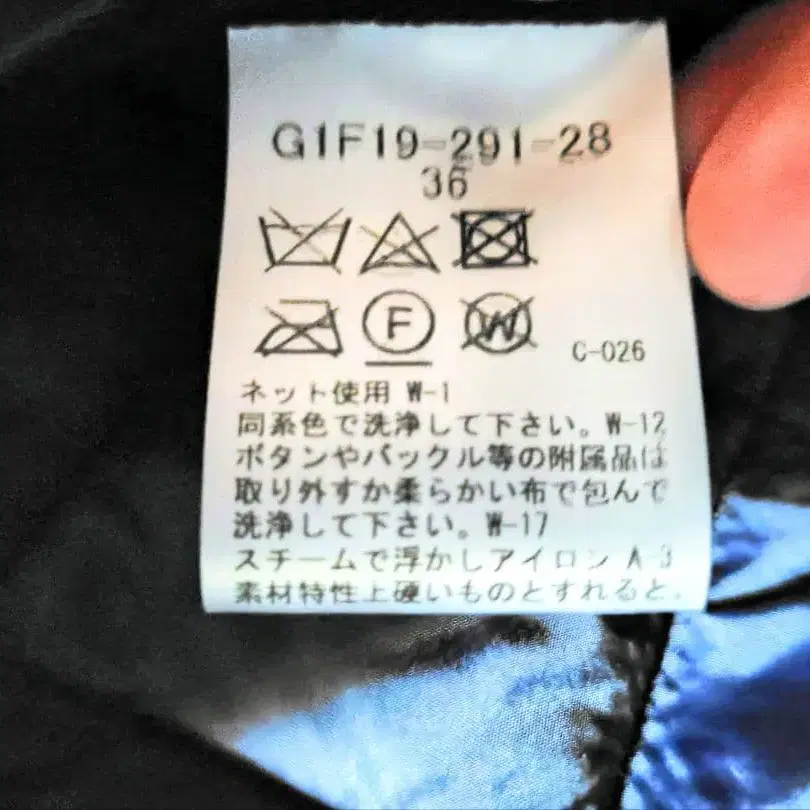 G1F19-291-28
36
F
W
C-026
ネット使用 W-1
同系色で洗浄して下さい。W-12
ボタンやバックル等の附属品は
取り外すか柔らかい布で包んで
洗浄して下さい。W-17
スチームで浮かしアイロン A-3
素材特性上硬いものとすれると、